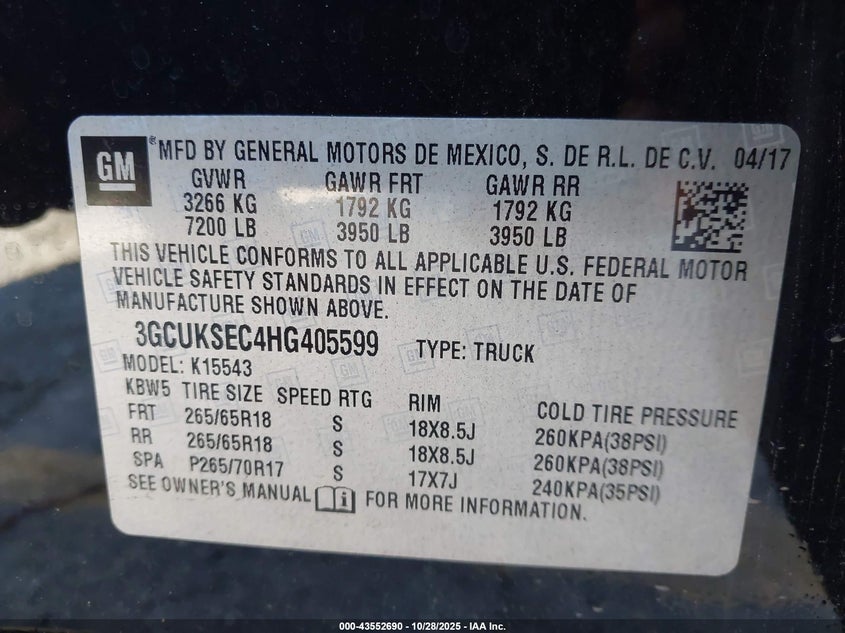 GM
®MFD BY GENERAL MOTORS DE MEXICO, S. DE R.L. DE C.V. 04/17
GVWR GAWR FRT GAWR RR
3266 KG 1792 KG 1792 KG
7200 LB 3950 LB 3950 LB
THIS VEHICLE CONFORMS TO ALL APPLICABLE U.S. FEDERAL MOTOR
VEHICLE SAFETY STANDARDS IN EFFECT ON THE DATE OF
MANUFACTURE SHOWN ABOVE.
3GCUKSEC4HG405599 TYPE: TRUCK
MODEL: K15543
KBW5 TIRE SIZE SPEED RTG RIM COLD TIRE PRESSURE
FRT 265/65R18 S 18X8.5J 260KPA(38PSI)
RR 265/65R18 S 18X8.5J 260KPA(38PSI)
SPA P265/70R17 S 17X7J 240KPA(35PSI)
SEE OWNER'S MANUAL FOR MORE INFORMATION.
000-43552690 - 10/28/2025 - IAA Inc.